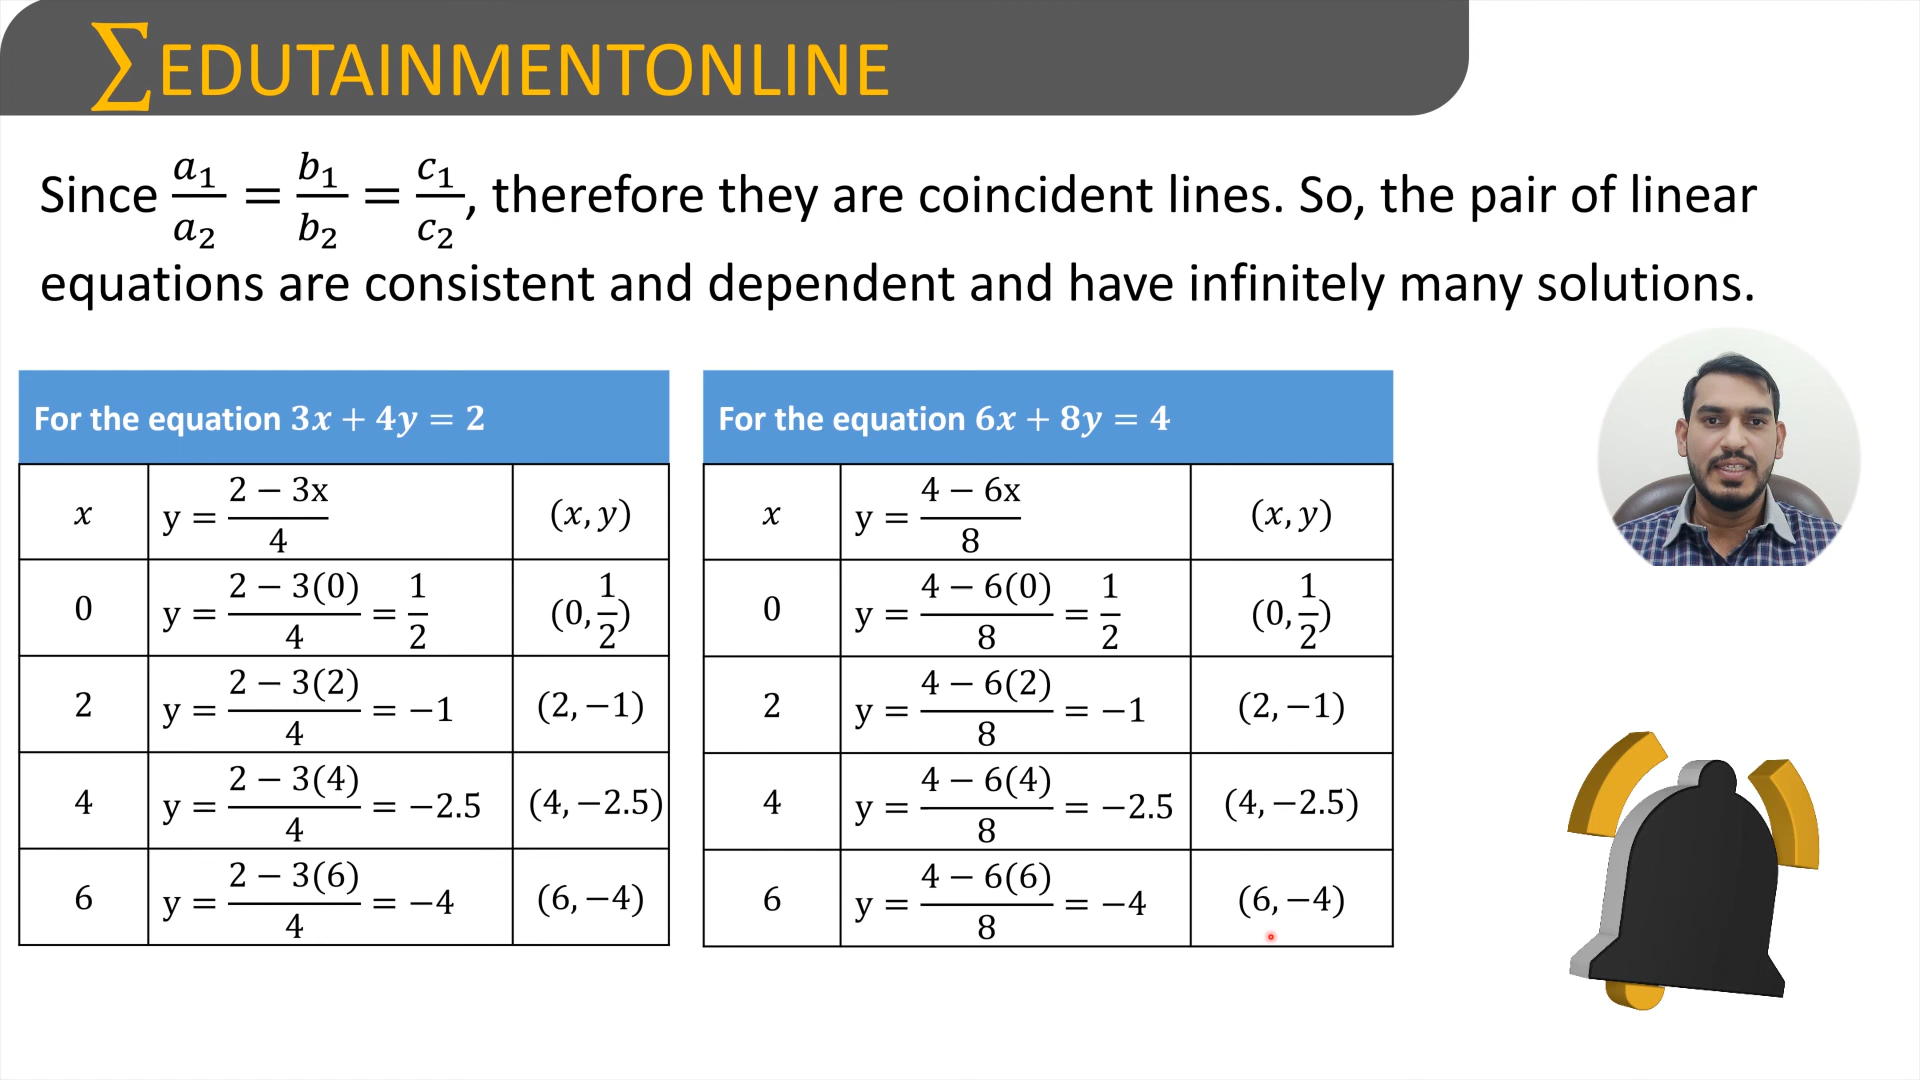 ∑EDUTAINMENTONLINE
Since a₁/a₂ = b₁/b₂ = c₁/c₂, therefore they are coincident lines. So, the pair of linear
equations are consistent and dependent and have infinitely many solutions.
For the equation 3x + 4y = 2
x y = (2 − 3x)/4 (x, y)
0 y = (2 − 3(0))/4 = 1/2 (0, 1/2)
2 y = (2 − 3(2))/4 = −1 (2, −1)
4 y = (2 − 3(4))/4 = −2.5 (4, −2.5)
6 y = (2 − 3(6))/4 = −4 (6, −4)
For the equation 6x + 8y = 4
x y = (4 − 6x)/8 (x, y)
0 y = (4 − 6(0))/8 = 1/2 (0, 1/2)
2 y = (4 − 6(2))/8 = −1 (2, −1)
4 y = (4 − 6(4))/8 = −2.5 (4, −2.5)
6 y = (4 − 6(6))/8 = −4 (6, −4)